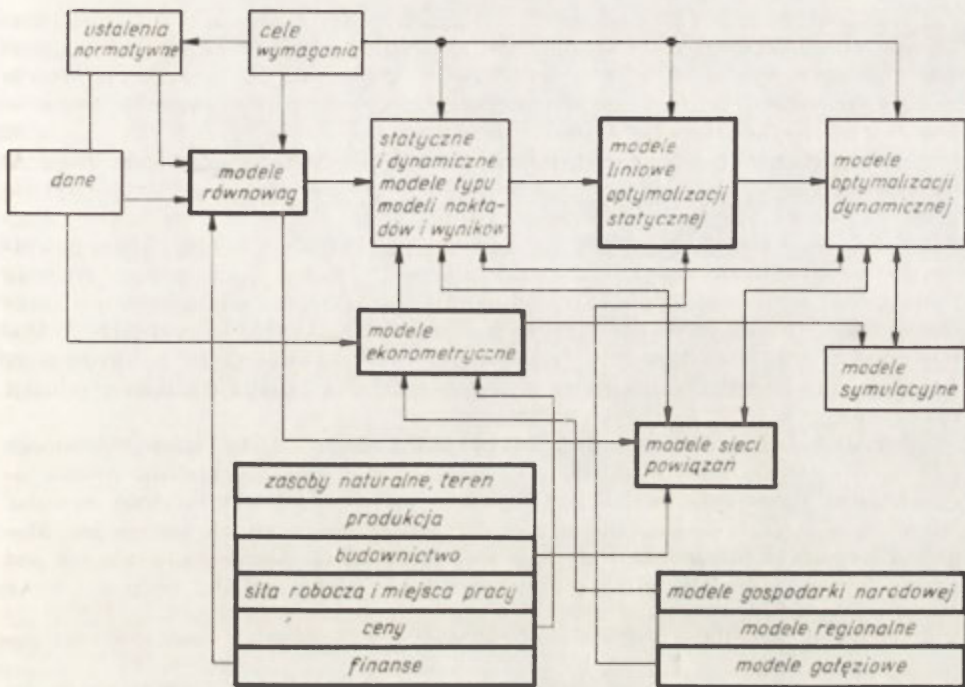 ustalenia
normatywne
cele
wymagania
statyczne
i dynamiczne
modele typu
modeli nakła-
dów i wyników
modele
liniowe
optymalizacji
statycznej
modele
optymalizacji
dynamicznej
dane
modele
równowag
modele
ekonometryczne
modele
symulacyjne
modele sieci
powiązań
zasoby naturalne, teren
produkcja
budownictwo
siła robocza i miejsca pracy
ceny
finanse
modele gospodarki narodowej
modele regionalne
modele gałęziowe